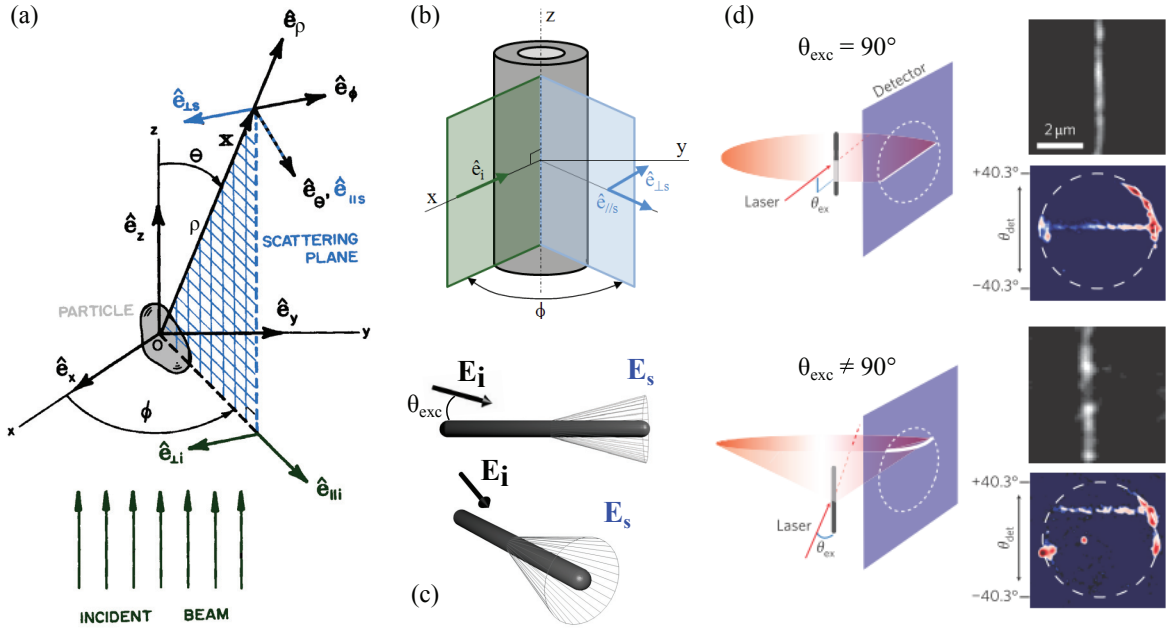 (a)
ê_ρ
ê_⊥s
ê_ϕ
z
x
Θ
ê_Θ, ê_∥s
ê_z
ρ
SCATTERING
PLANE
PARTICLE
ê_y
O
y
ê_x
ϕ
x
ê_⊥i
ê_∥i
INCIDENT BEAM
(b)
z
y
ê_i
x
ê_⊥s
ê_//s
ϕ
E_i
E_s
θ_exc
E_i
E_s
(c)
(d)
θ_exc = 90°
Detector
Laser
θ_ex
2 μm
+40.3°
θ_det
−40.3°
θ_exc ≠ 90°
Laser
θ_ex
+40.3°
θ_det
−40.3°